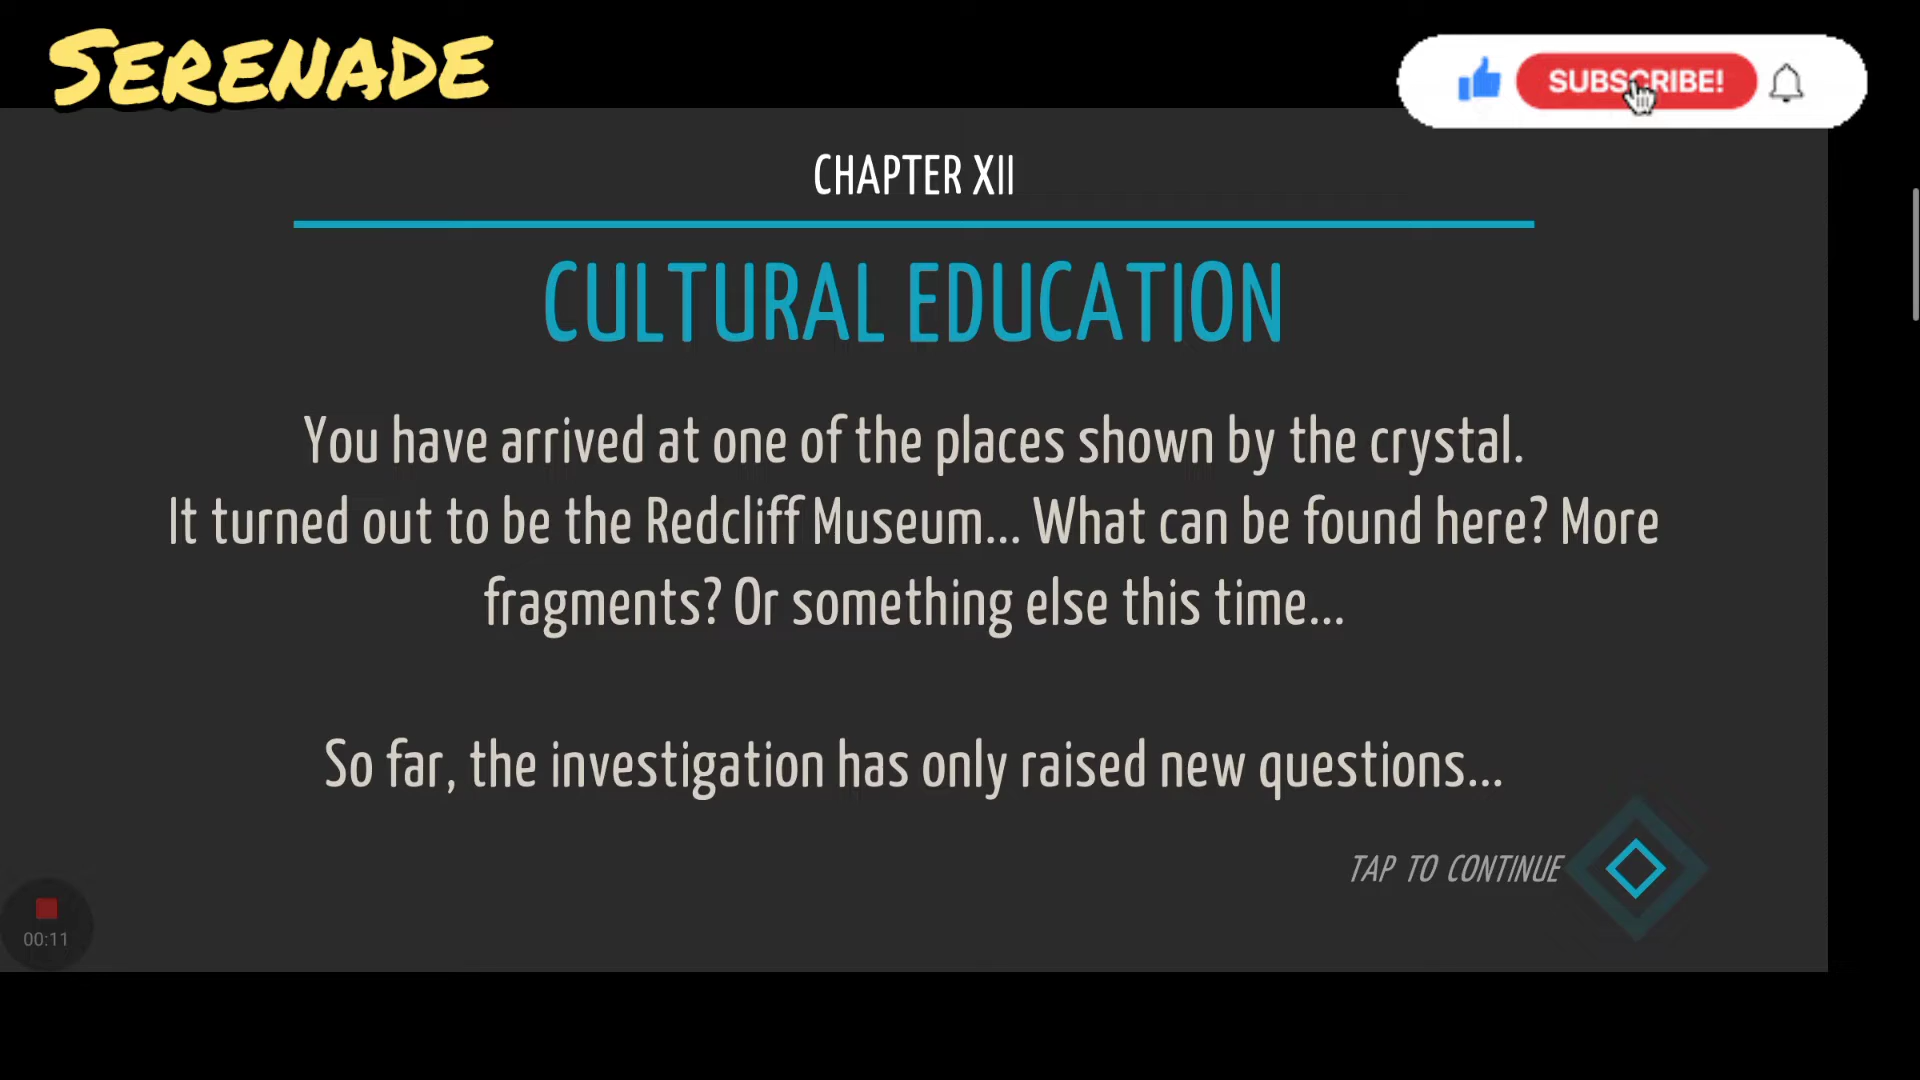 SERENADE
SUBSCRIBE!
CHAPTER XII
CULTURAL EDUCATION
You have arrived at one of the places shown by the crystal.
It turned out to be the Redcliff Museum... What can be found here? More
fragments? Or something else this time...
So far, the investigation has only raised new questions...
TAP TO CONTINUE
00:11